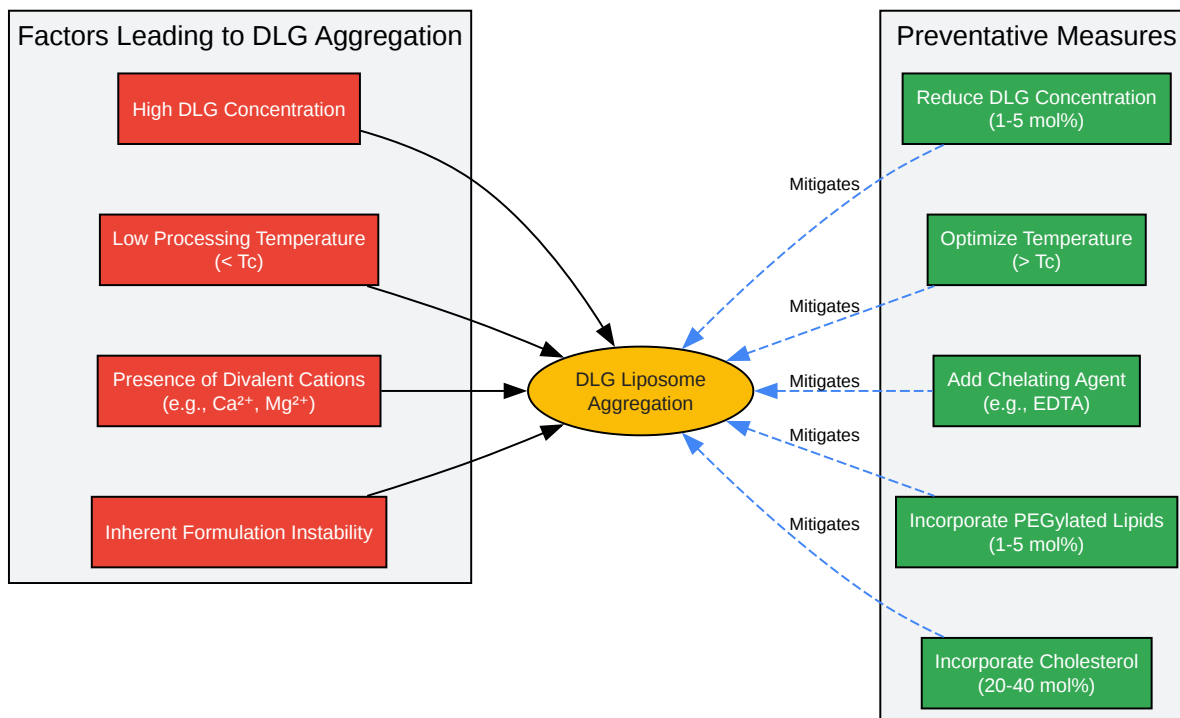 Factors Leading to DLG Aggregation
High DLG Concentration
Low Processing Temperature
(< Tc)
Presence of Divalent Cations
(e.g., Ca²⁺, Mg²⁺)
Inherent Formulation Instability
DLG Liposome
Aggregation
Mitigates
Mitigates
Mitigates
Mitigates
Mitigates
Preventative Measures
Reduce DLG Concentration
(1-5 mol%)
Optimize Temperature
(> Tc)
Add Chelating Agent
(e.g., EDTA)
Incorporate PEGylated Lipids
(1-5 mol%)
Incorporate Cholesterol
(20-40 mol%)